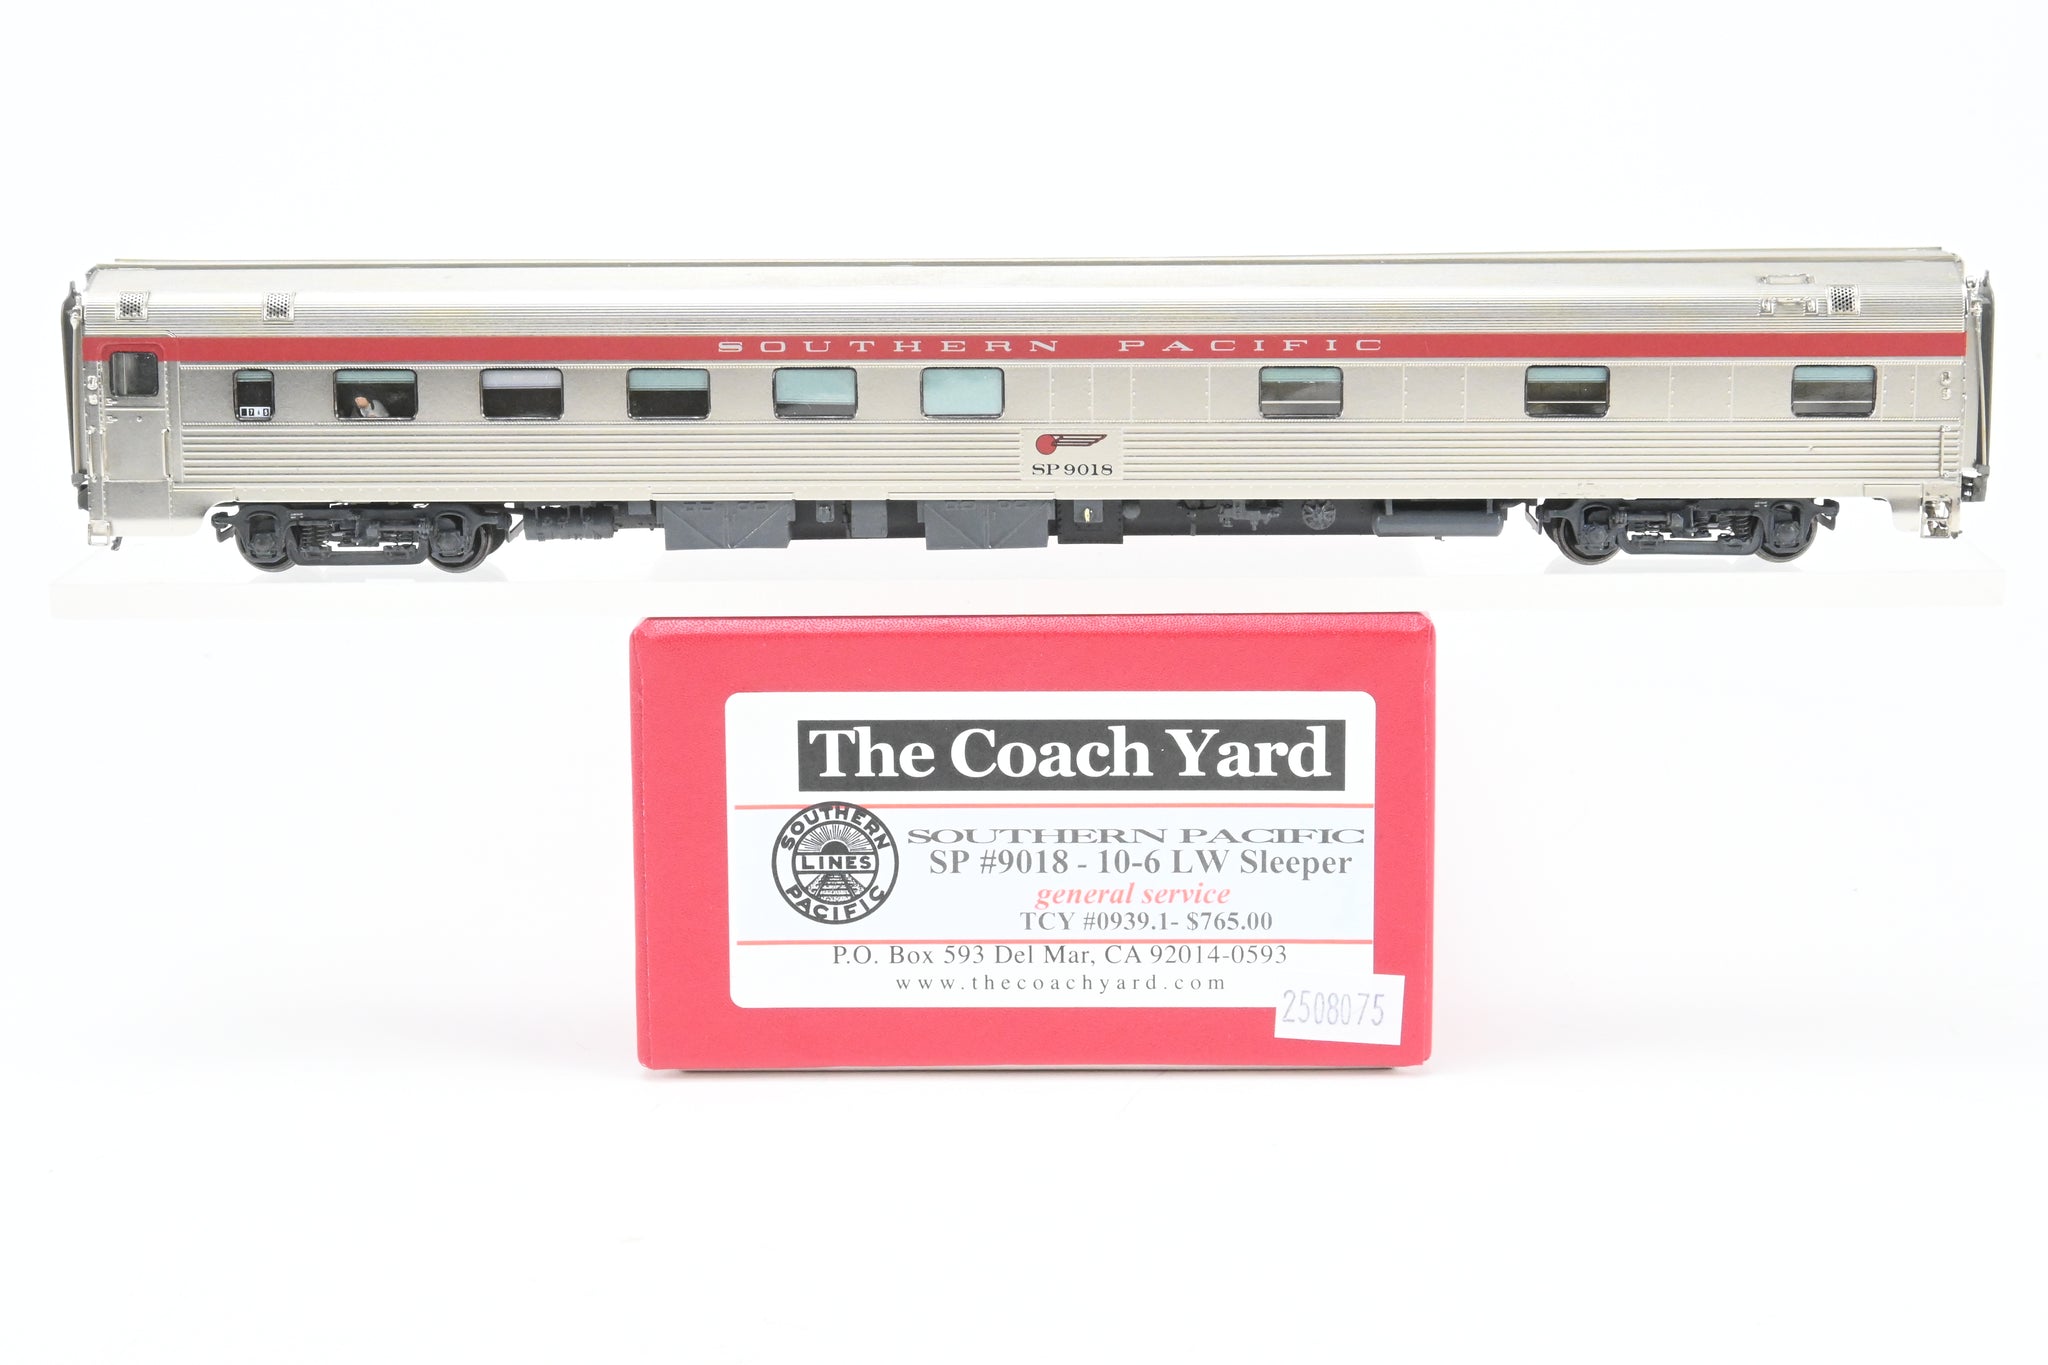 SOUTHERN PACIFIC
745
SP 9018
The Coach Yard
SOUTHERN LINES PACIFIC
SOUTHERN PACIFIC
SP #9018 - 10-6 LW Sleeper
general service
TCY #0939.1- $765.00
P.O. Box 593 Del Mar, CA 92014-0593
www.thecoachyard.com
2508075